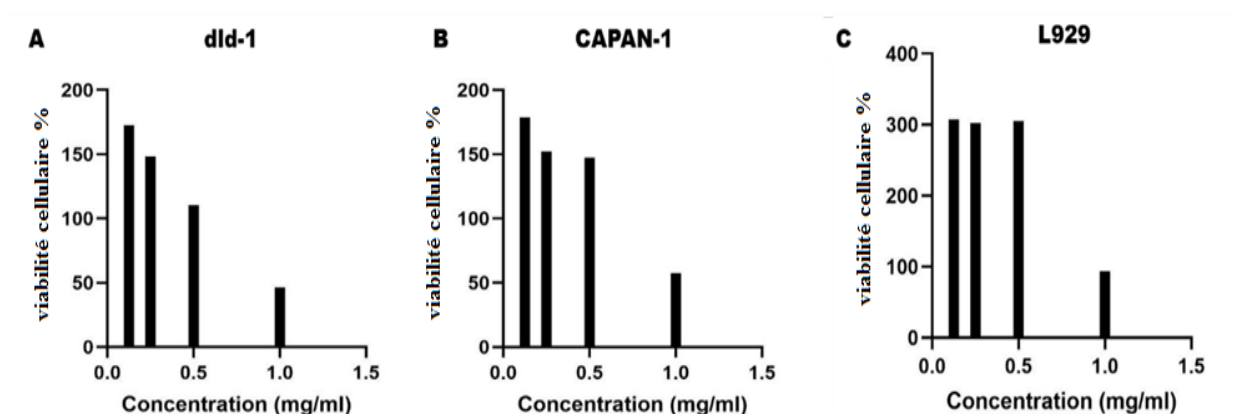 A
dld-1
200
150
100
50
0
viabilité cellulaire %
0.0 0.5 1.0 1.5
Concentration (mg/ml)
B
CAPAN-1
200
150
100
50
0
viabilité cellulaire %
0.0 0.5 1.0 1.5
Concentration (mg/ml)
C
L929
400
300
200
100
0
viabilité cellulaire %
0.0 0.5 1.0 1.5
Concentration (mg/ml)